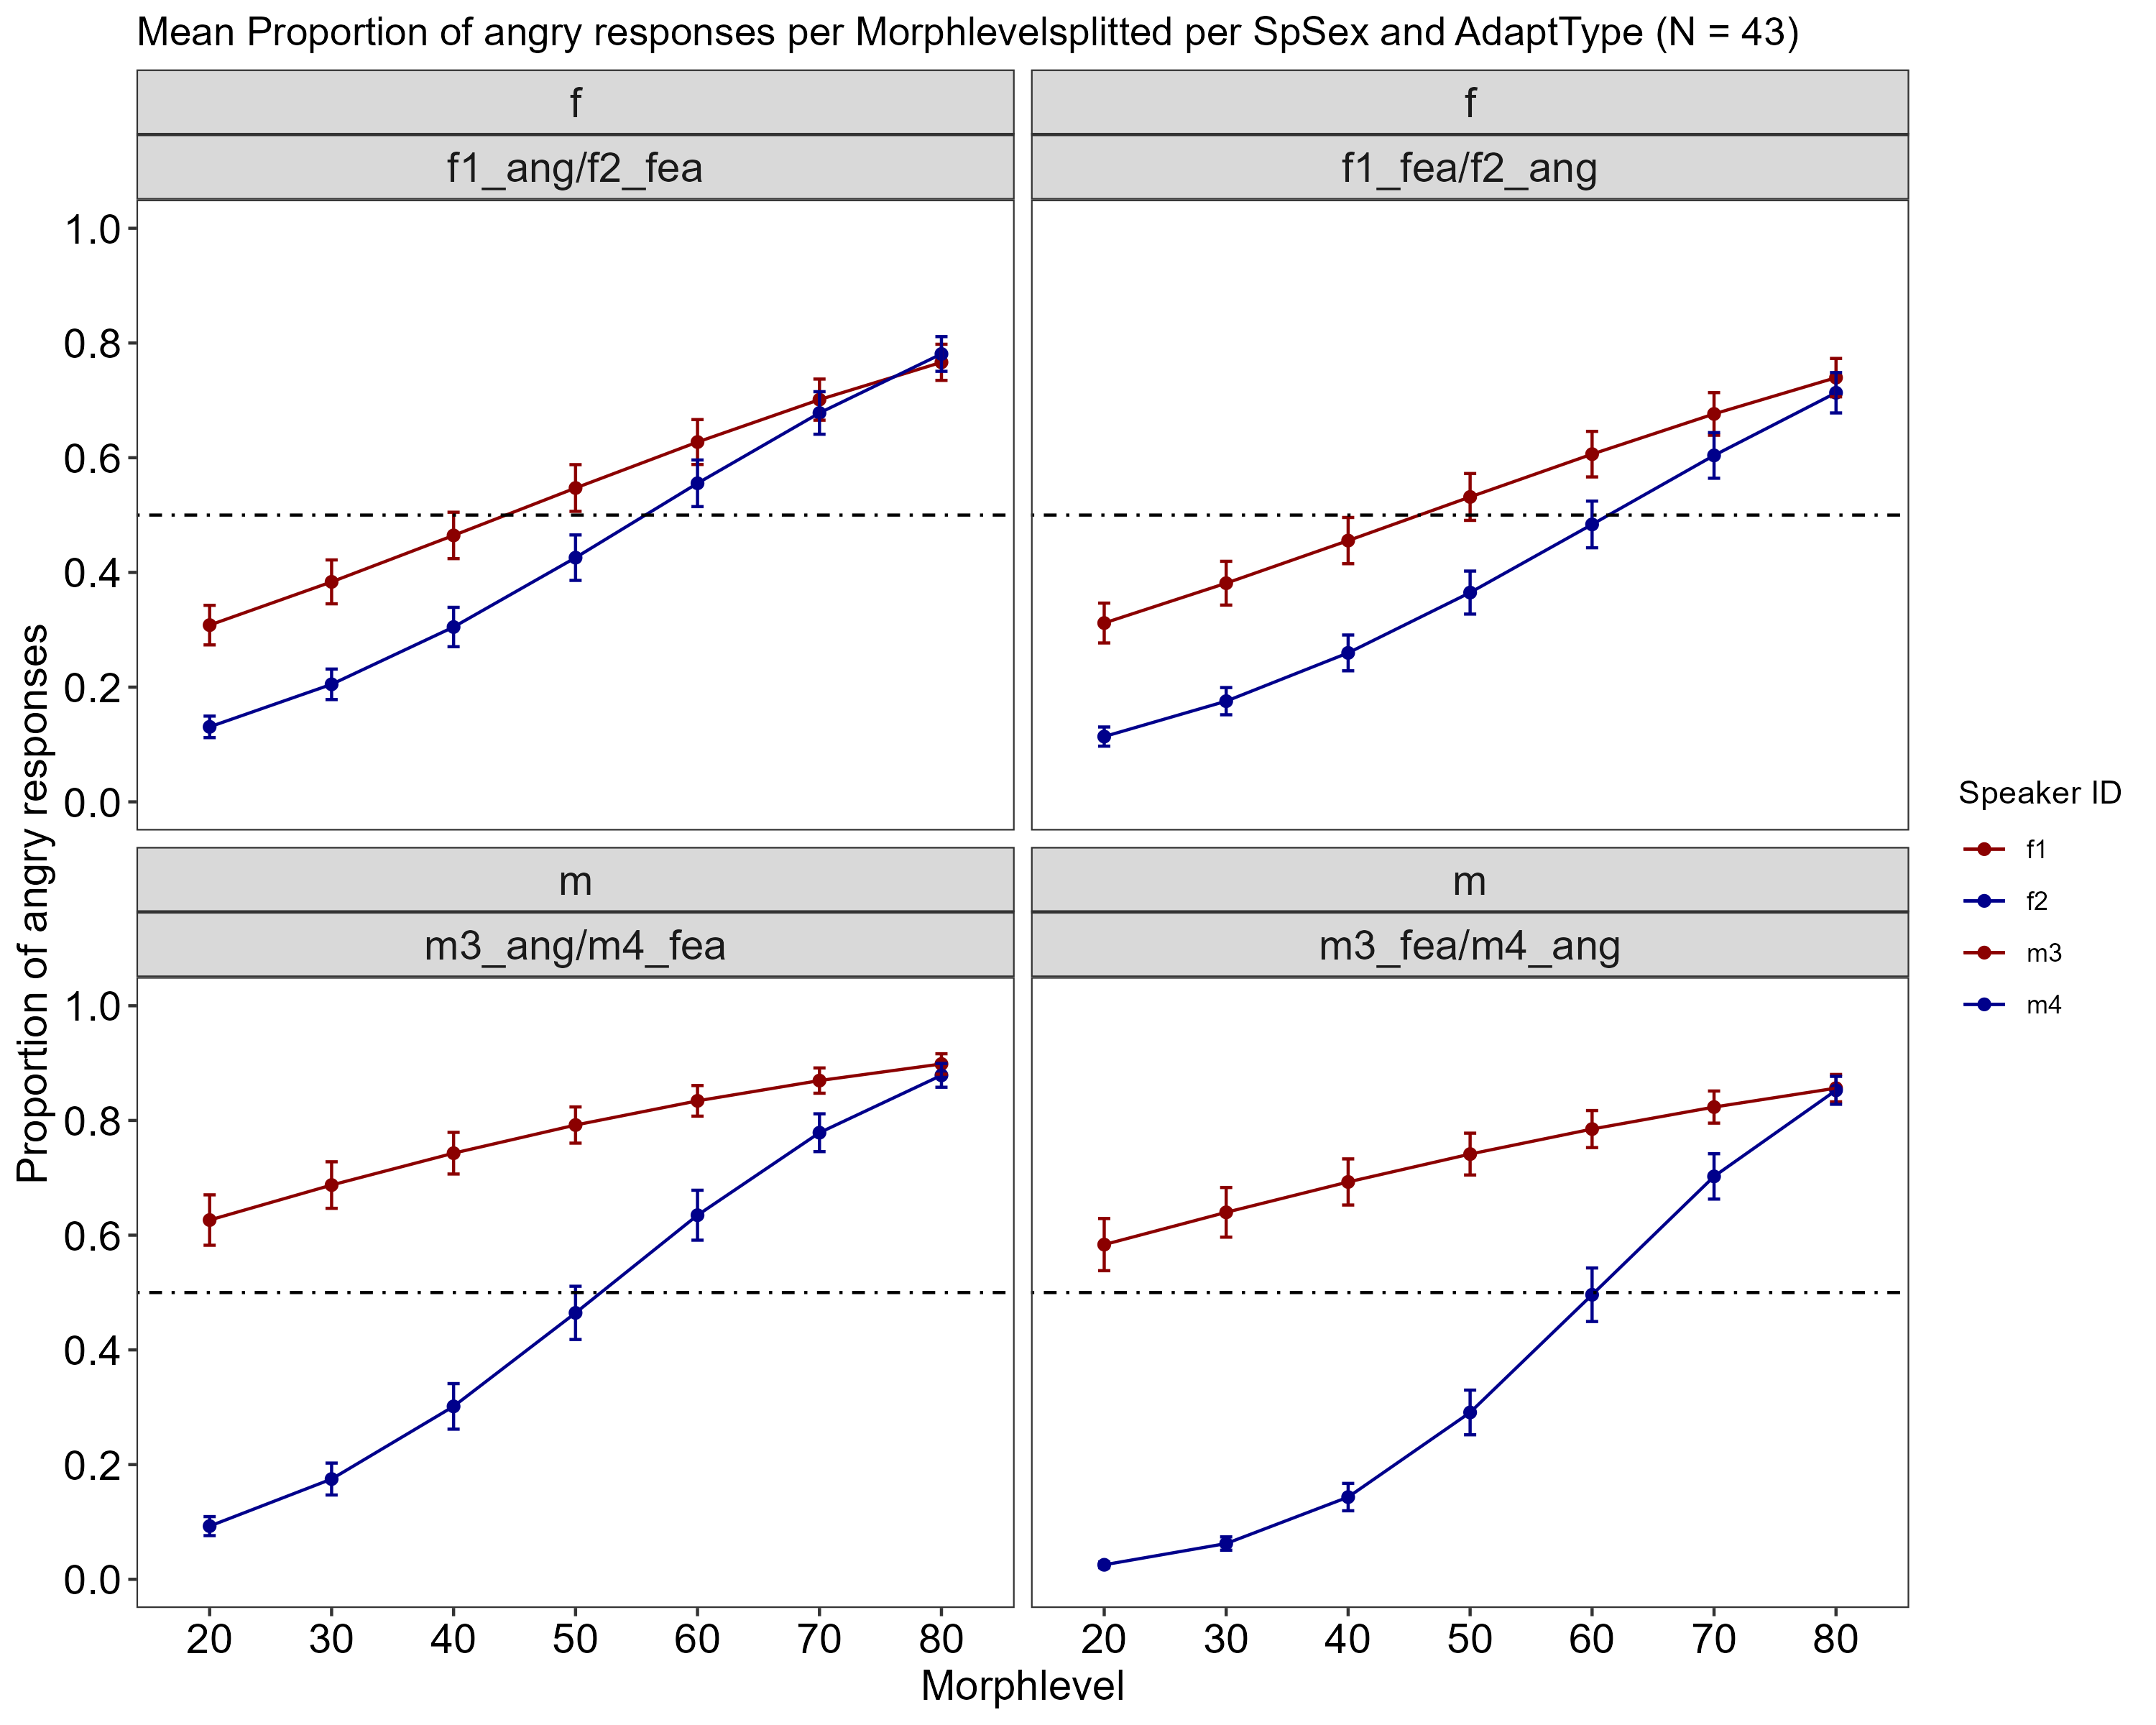 Mean Proportion of angry responses per Morphlevelsplitted per SpSex and AdaptType (N = 43)
f
f
f1_ang/f2_fea
f1_fea/f2_ang
1.0
0.8
0.6
0.4
0.2
0.0
m
m
m3_ang/m4_fea
m3_fea/m4_ang
1.0
0.8
0.6
0.4
0.2
0.0
20 30 40 50 60 70 80
20 30 40 50 60 70 80
Morphlevel
Proportion of angry responses
Speaker ID
f1
f2
m3
m4